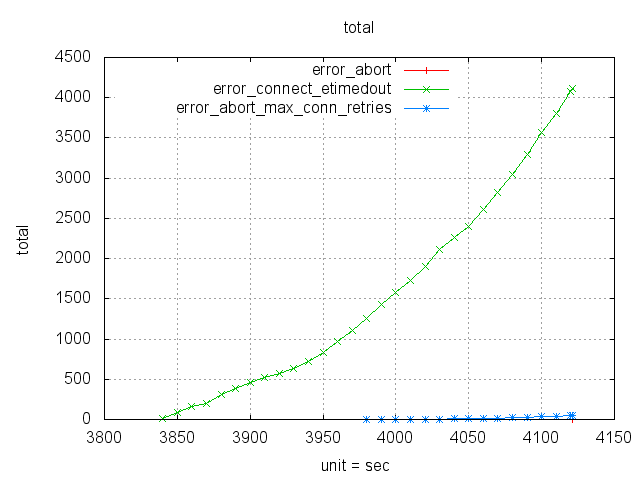 total
4500
4000
3500
3000
2500
2000
1500
1000
500
0
total
error_abort
error_connect_etimedout
error_abort_max_conn_retries
3800 3850 3900 3950 4000 4050 4100 4150
unit = sec